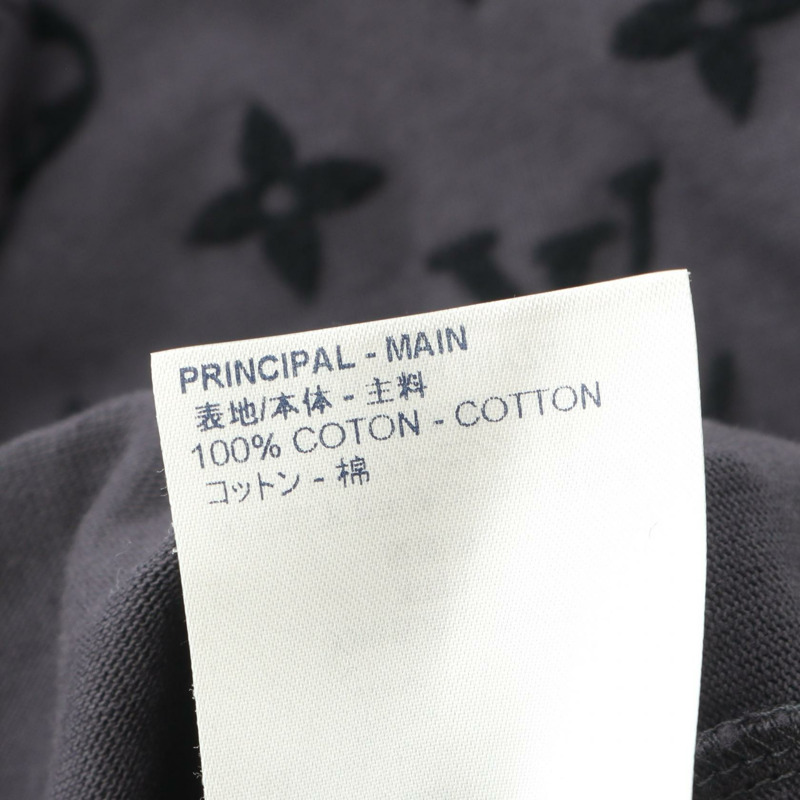 PRINCIPAL - MAIN
表地/本体 - 主料
100% COTON - COTTON
コットン - 棉